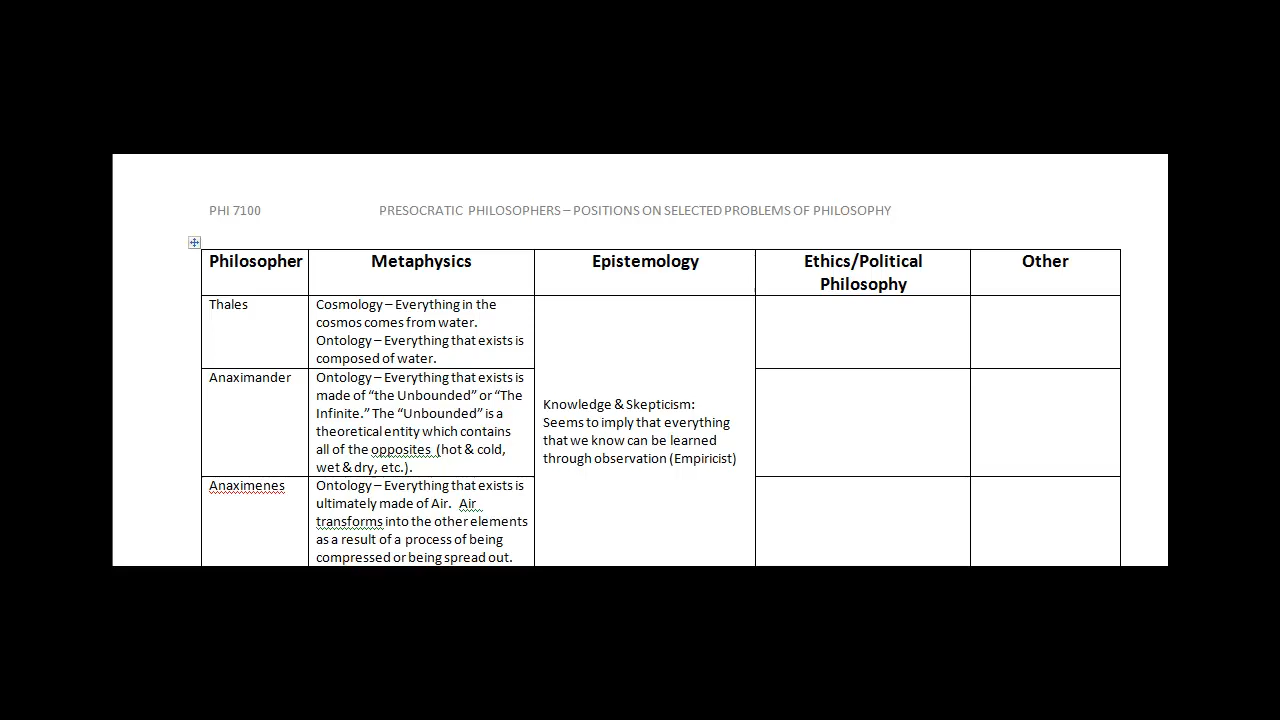 PHI 7100 PRESOCRATIC PHILOSOPHERS – POSITIONS ON SELECTED PROBLEMS OF PHILOSOPHY
Philosopher Metaphysics Epistemology Ethics/Political Philosophy Other
Thales
Cosmology – Everything in the
cosmos comes from water.
Ontology – Everything that exists is
composed of water.
Anaximander
Ontology – Everything that exists is
made of “the Unbounded” or “The
Infinite.” The “Unbounded” is a
theoretical entity which contains
all of the opposites (hot & cold,
wet & dry, etc.).
Anaximenes
Ontology – Everything that exists is
ultimately made of Air. Air
transforms into the other elements
as a result of a process of being
compressed or being spread out.
Knowledge & Skepticism:
Seems to imply that everything
that we know can be learned
through observation (Empiricist)